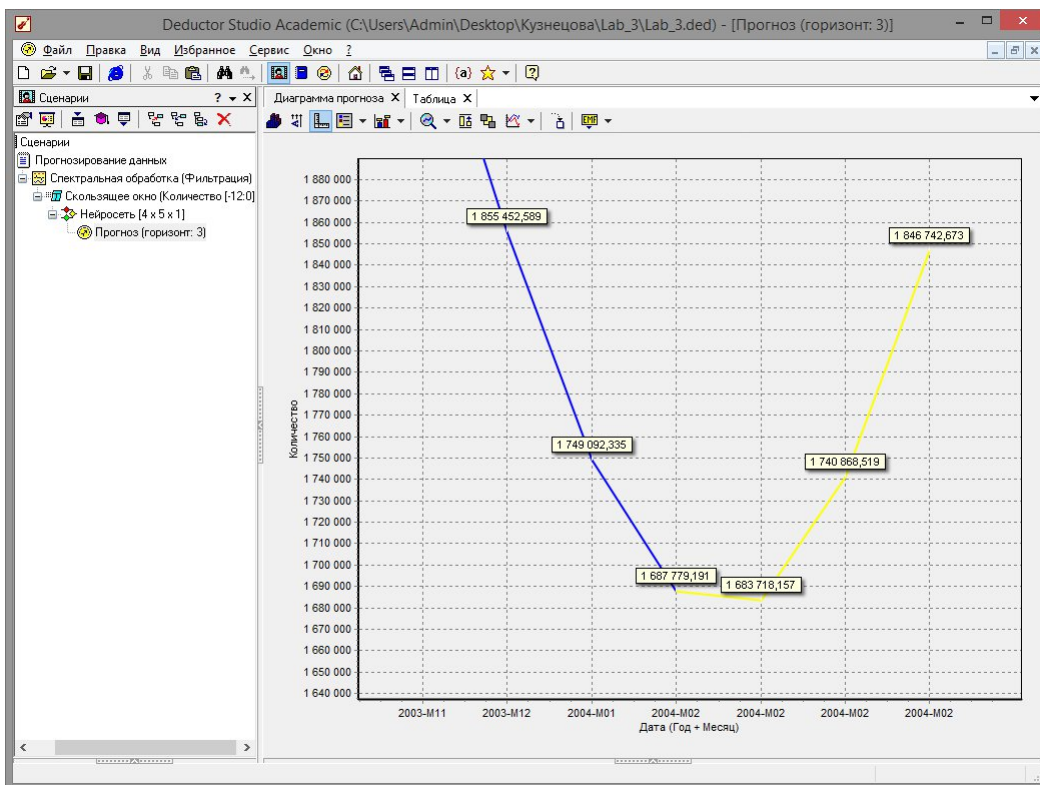 Deductor Studio Academic (C:\Users\Admin\Desktop\Кузнецова\Lab_3\Lab_3.ded) - [Прогноз (горизонт: 3)]
Файл Правка Вид Избранное Сервис Окно ?
Сценарии
Диаграмма прогноза X Таблица X
Сценарии
Прогнозирование данных
Спектральная обработка (Фильтрация)
Скользящее окно (Количество [-12:0]
Нейросеть [4 x 5 x 1]
Прогноз (горизонт: 3)
Количество
1 880 000
1 870 000
1 860 000
1 850 000
1 840 000
1 830 000
1 820 000
1 810 000
1 800 000
1 790 000
1 780 000
1 770 000
1 760 000
1 750 000
1 740 000
1 730 000
1 720 000
1 710 000
1 700 000
1 690 000
1 680 000
1 670 000
1 660 000
1 650 000
1 640 000
1 855 452,589
1 749 092,335
1 687 779,191
1 683 718,157
1 740 868,519
1 846 742,673
2003-M11 2003-M12 2004-M01 2004-M02 2004-M02 2004-M02 2004-M02
Дата (Год + Месяц)